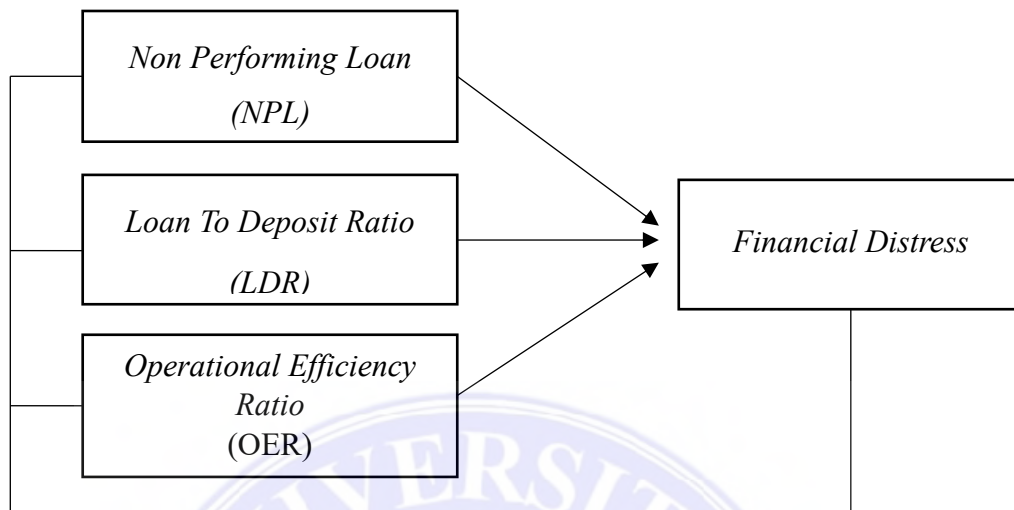 Non Performing Loan
(NPL)
Loan To Deposit Ratio
(LDR)
Operational Efficiency
Ratio
(OER)
Financial Distress